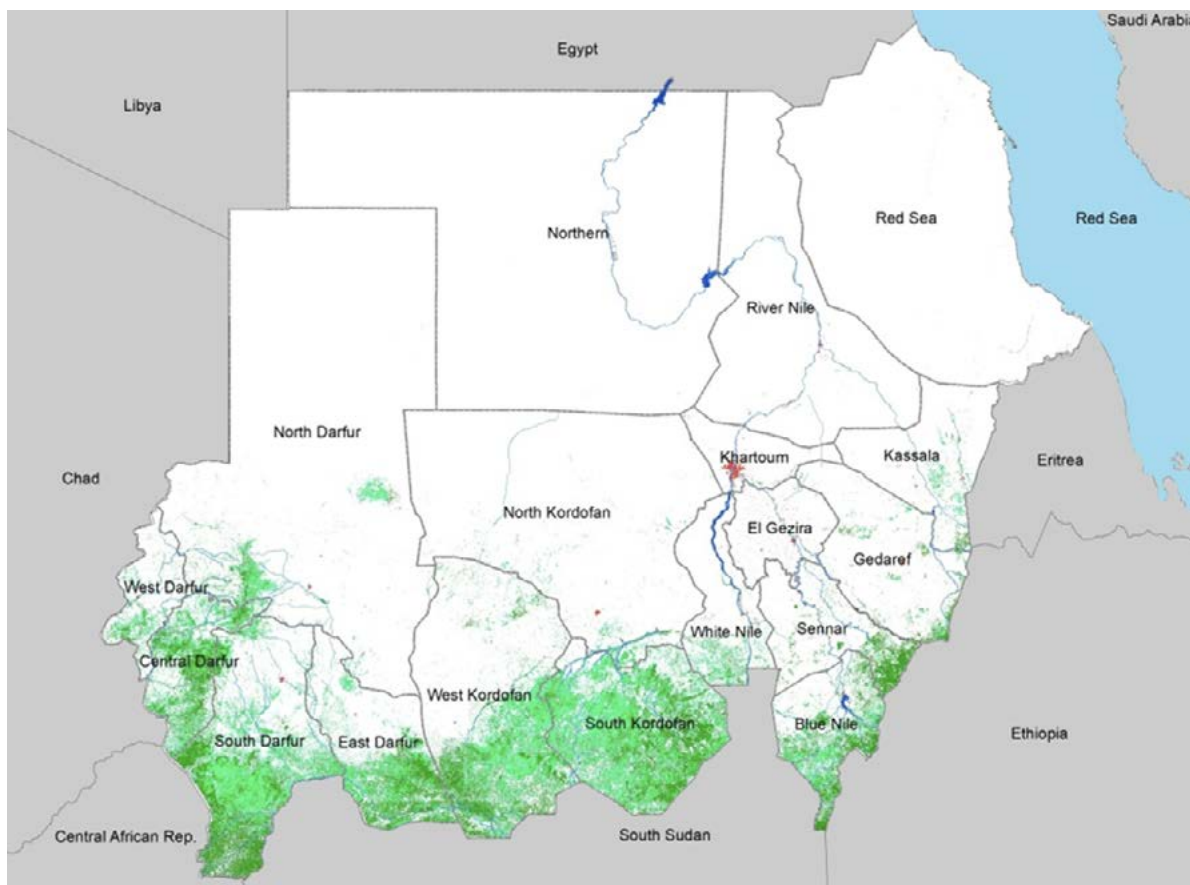 Saudi Arabia
Egypt
Libya
Red Sea
Red Sea
Northern
River Nile
North Darfur
Khartoum
Kassala
Eritrea
Chad
North Kordofan
El Gezira
Gedaref
West Darfur
White Nile
Sennar
Central Darfur
West Kordofan
South Kordofan
Blue Nile
South Darfur
East Darfur
Ethiopia
Central African Rep.
South Sudan